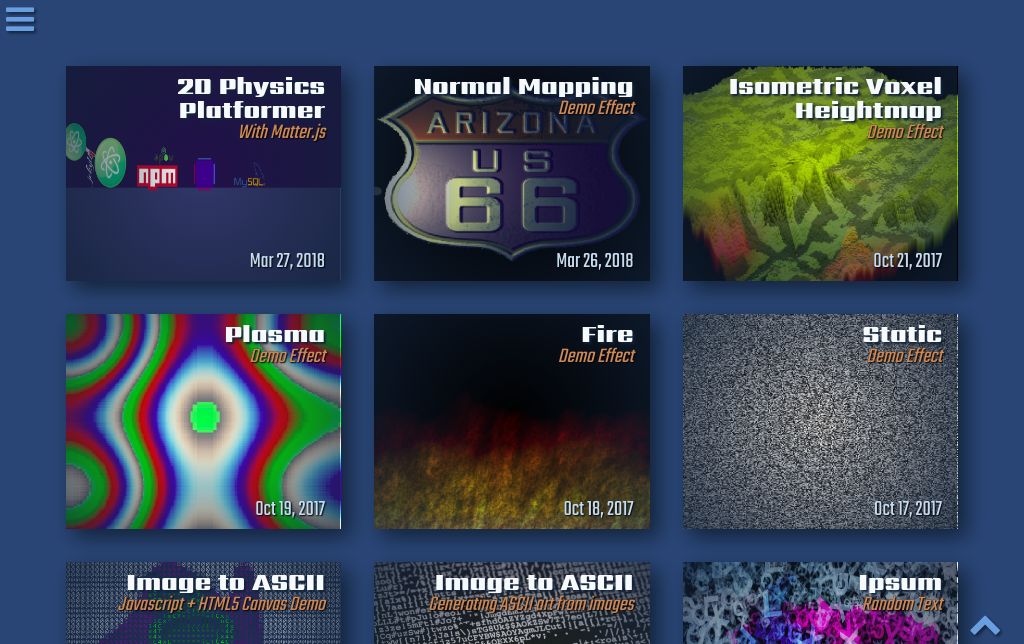 2D Physics
Platformer
With Matter.js
npm
MySQL
Mar 27, 2018
Normal Mapping
Demo Effect
ARIZONA
US
66
Mar 26, 2018
Isometric Voxel
Heightmap
Demo Effect
Oct 21, 2017
Plasma
Demo Effect
Oct 19, 2017
Fire
Demo Effect
Oct 18, 2017
Static
Demo Effect
Oct 17, 2017
Image to ASCII
Javascript + HTML5 Canvas Demo
Image to ASCII
Generating ASCII art from images
Ipsum
Random Text